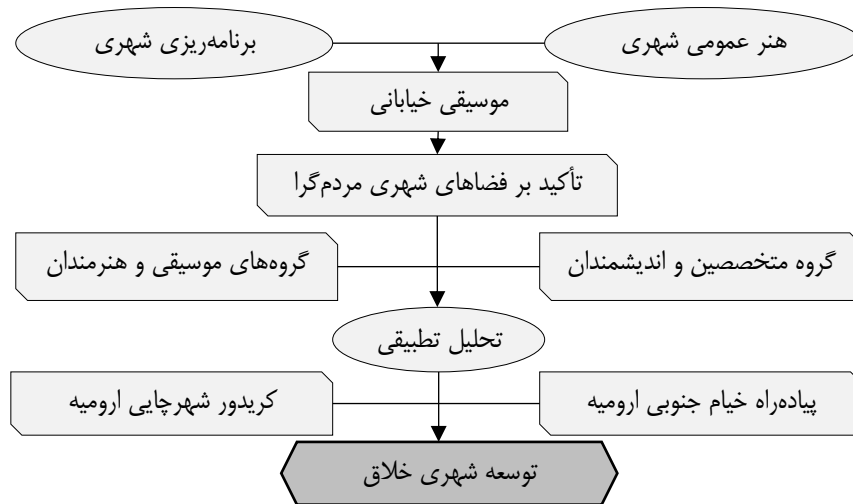 هنر عمومی شهری
برنامه‌ریزی شهری
موسیقی خیابانی
تأکید بر فضاهای شهری مردم‌گرا
گروه متخصصین و اندیشمندان
گروه‌های موسیقی و هنرمندان
تحلیل تطبیقی
پیاده‌راه خیام جنوبی ارومیه
کریدور شهرچایی ارومیه
توسعه شهری خلاق